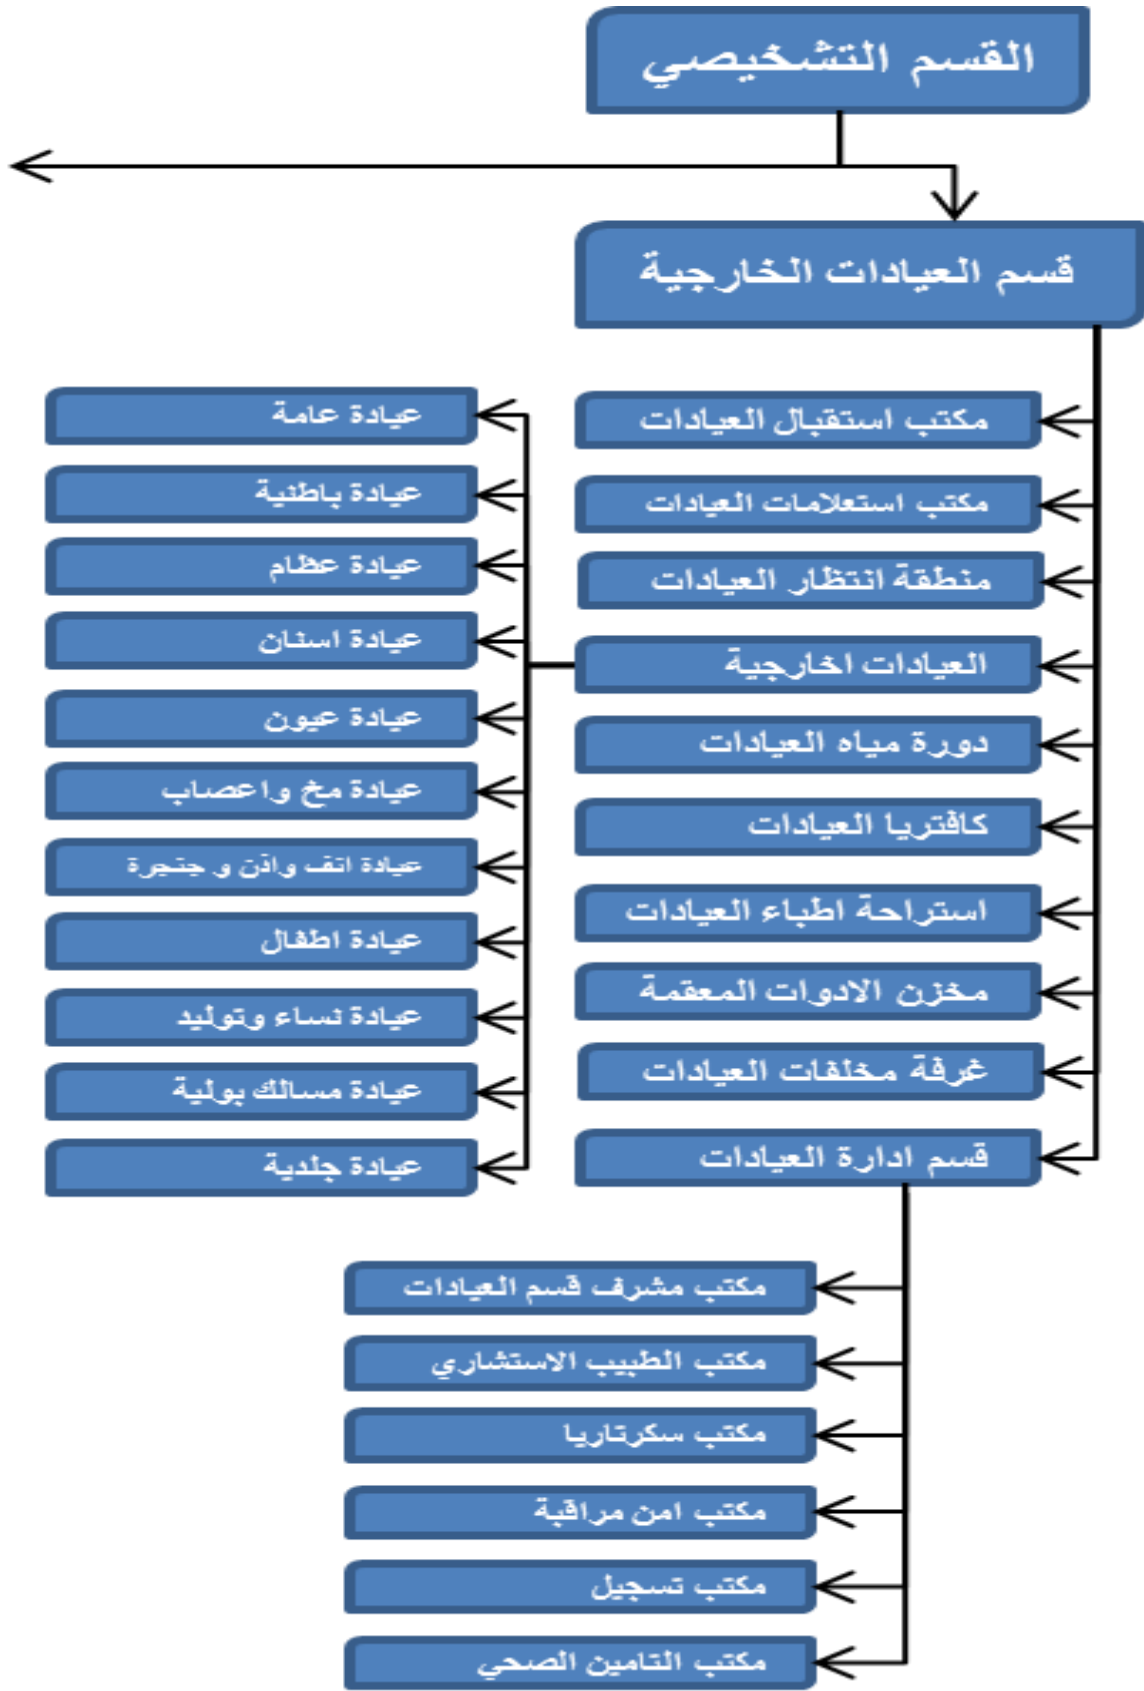 القسم التشخيصي
قسم العيادات الخارجية
مكتب استقبال العيادات
مكتب استعلامات العيادات
منطقة انتظار العيادات
العيادات اخارجية
دورة مياه العيادات
كافتريا العيادات
استراحة اطباء العيادات
مخزن الادوات المعقمة
غرفة مخلفات العيادات
قسم ادارة العيادات
عيادة عامة
عيادة باطنية
عيادة عظام
عيادة اسنان
عيادة عيون
عيادة مخ واعصاب
عيادة انف واذن و حنجرة
عيادة اطفال
عيادة نساء وتوليد
عيادة مسالك بولية
عيادة جلدية
مكتب مشرف قسم العيادات
مكتب الطبيب الاستشاري
مكتب سكرتاريا
مكتب امن مراقبة
مكتب تسجيل
مكتب التامين الصحي